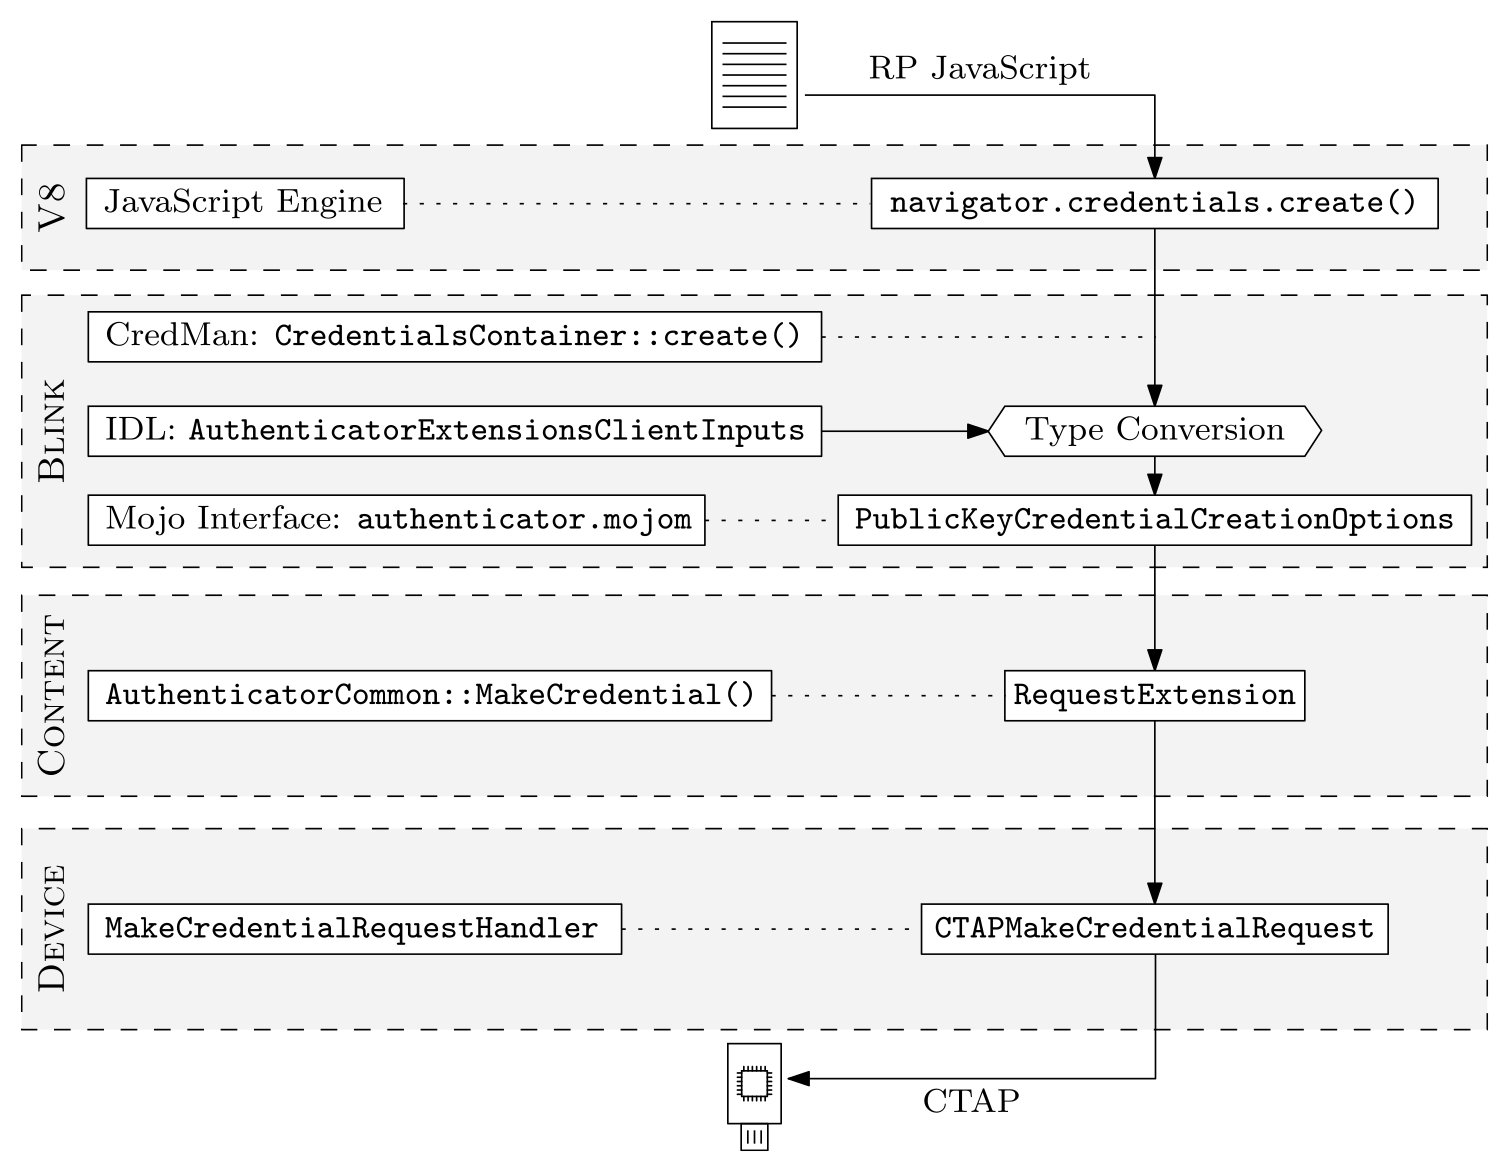 RP JavaScript
V8
JavaScript Engine
navigator.credentials.create()
BLINK
CredMan: CredentialsContainer::create()
IDL: AuthenticatorExtensionsClientInputs
Type Conversion
Mojo Interface: authenticator.mojom
PublicKeyCredentialCreationOptions
CONTENT
AuthenticatorCommon::MakeCredential()
RequestExtension
DEVICE
MakeCredentialRequestHandler
CTAPMakeCredentialRequest
CTAP